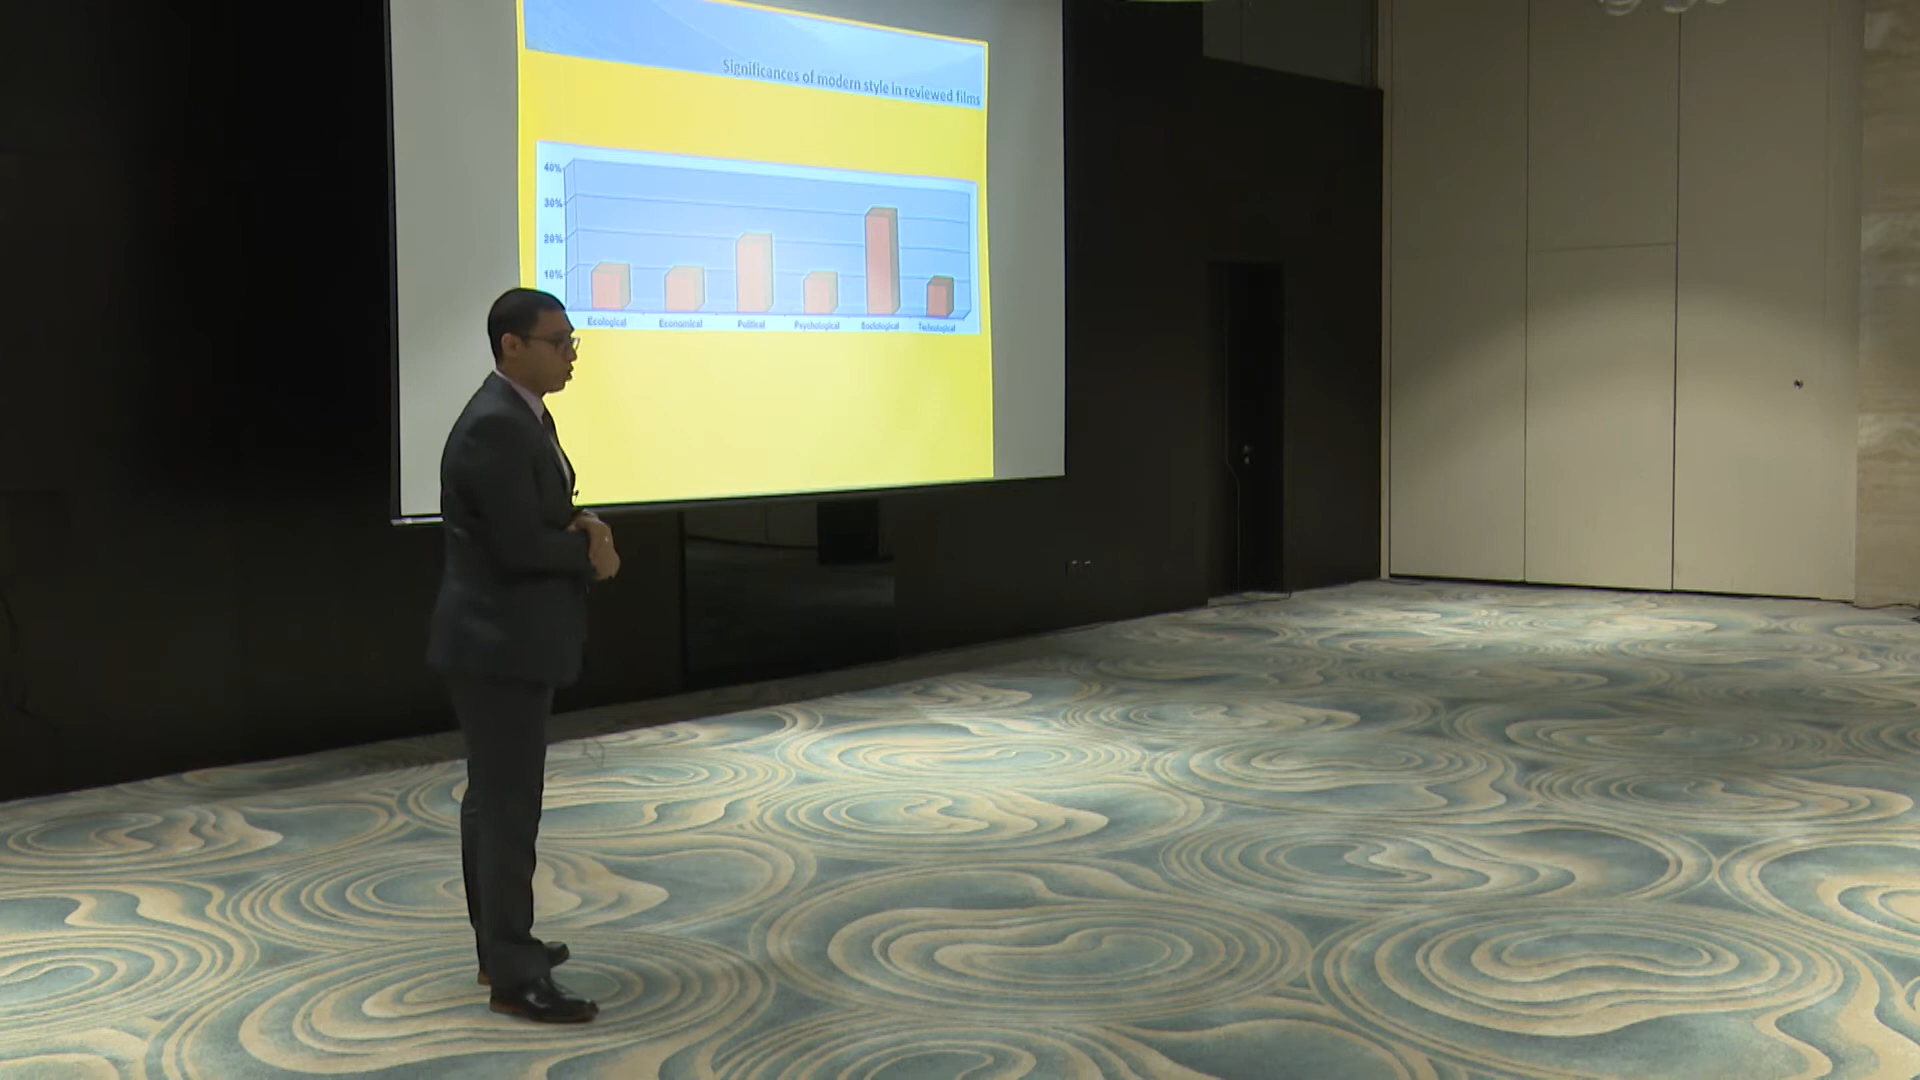 Significances of modern style in reviewed films
40%
30%
20%
10%
Ecological Economical Political Psychological Sociological Technological